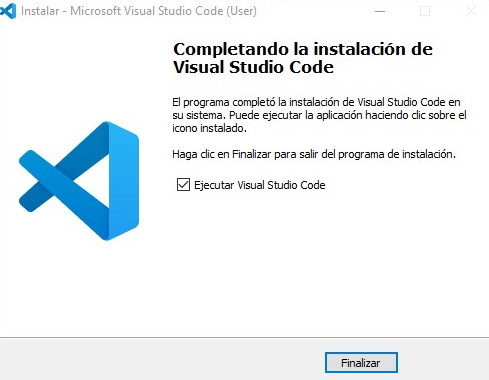 Instalar - Microsoft Visual Studio Code (User)
Completando la instalación de
Visual Studio Code
El programa completó la instalación de Visual Studio Code en
su sistema. Puede ejecutar la aplicación haciendo clic sobre el
icono instalado.
Haga clic en Finalizar para salir del programa de instalación.
Ejecutar Visual Studio Code
Finalizar